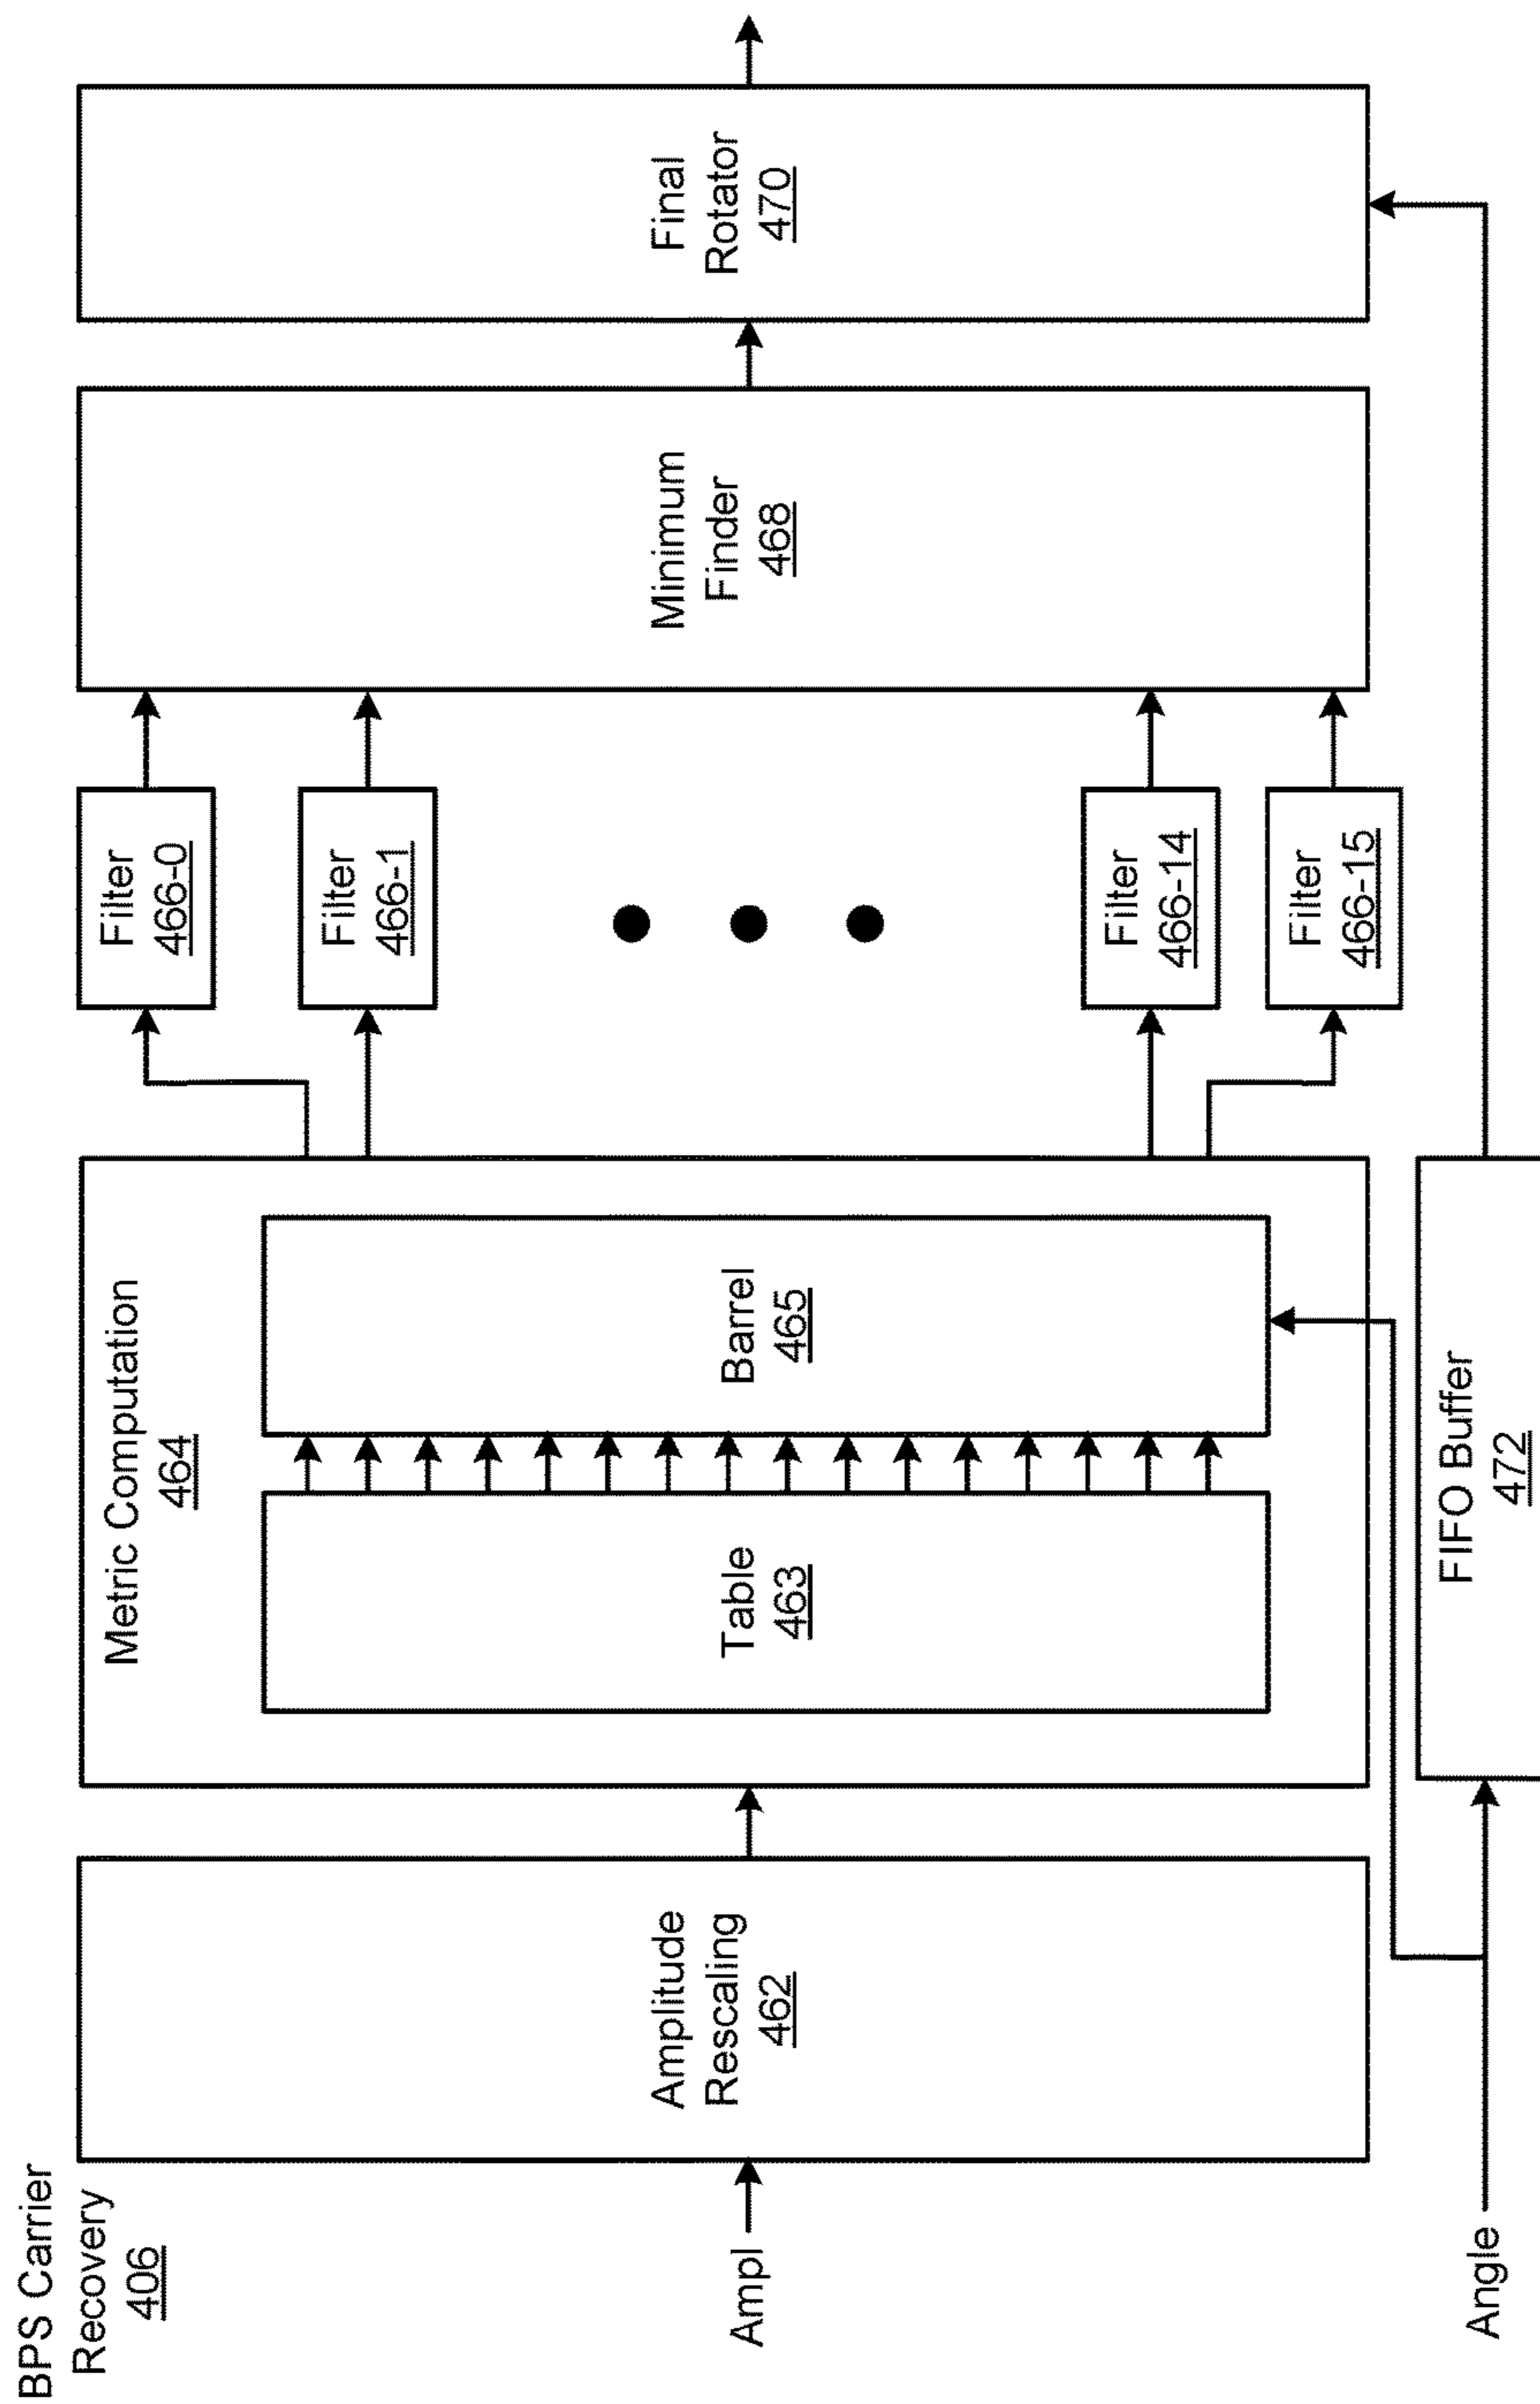 BPS Carrier
Recovery
406
Ampl
Angle
Amplitude
Rescaling
462
Metric Computation
464
Table
463
Barrel
465
FIFO Buffer
472
Filter
466-0
Filter
466-1
Filter
466-14
Filter
466-15
Minimum
Finder
468
Final
Rotator
470